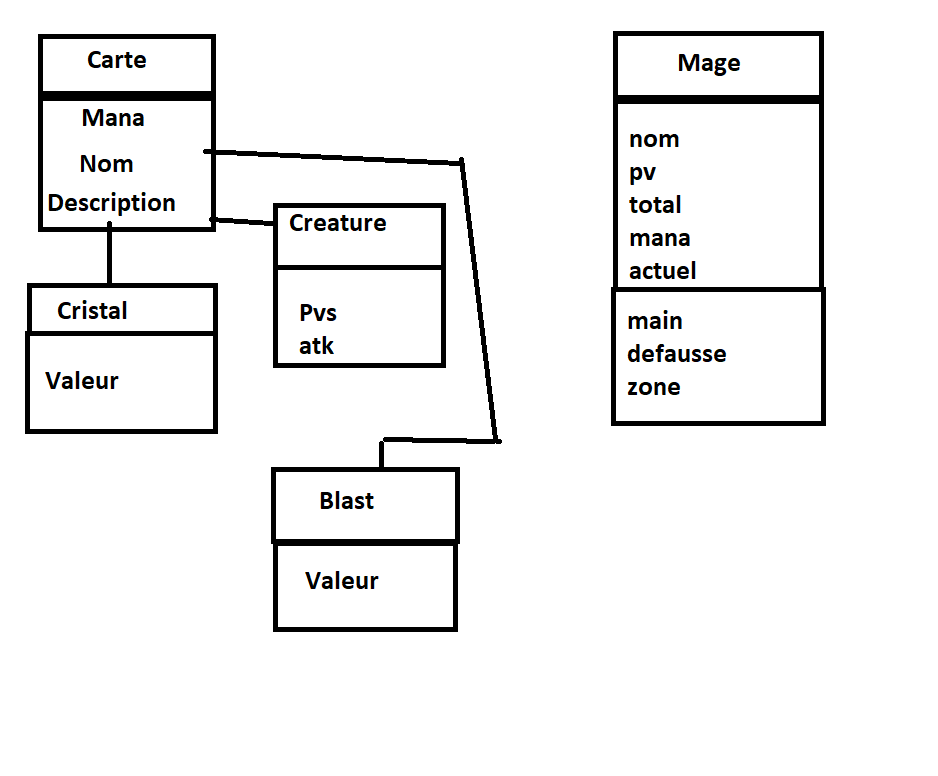 Carte
Mana
Nom
Description
Cristal
Valeur
Creature
Pvs
atk
Blast
Valeur
Mage
nom
pv
total
mana
actuel
main
defausse
zone